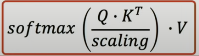 softmax (Q · K^T / scaling) · V